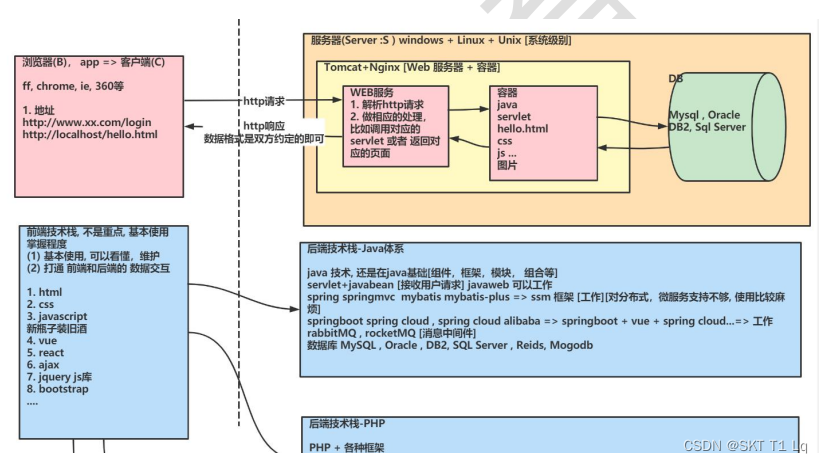 浏览器(B)， app => 客户端(C)
ff, chrome, ie, 360等
1. 地址
http://www.xx.com/login
http://localhost/hello.html
http请求
http响应
数据格式是双方约定的即可
服务器(Server :S ) windows + Linux + Unix [系统级别]
Tomcat+Nginx [Web 服务器 + 容器]
WEB服务
1. 解析http请求
2. 做相应的处理，
比如调用对应的
servlet 或者 返回对
应的页面
容器
java
servlet
hello.html
css
js ...
图片
DB
Mysql , Oracle
DB2, Sql Server
前端技术栈, 不是重点, 基本使用
掌握程度
(1) 基本使用, 可以看懂，维护
(2) 打通 前端和后端的 数据交互
1. html
2. css
3. javascript
新瓶子装旧酒
4. vue
5. react
6. ajax
7. jquery js库
8. bootstrap
....
后端技术栈-Java体系
java 技术, 还是在java基础[组件，框架，模块， 组合等]
servlet+javabean [接收用户请求] javaweb 可以工作
spring springmvc mybatis mybatis-plus => ssm 框架 [工作][对分布式，微服务支持不够, 使用比较麻
烦]
springboot spring cloud , spring cloud alibaba => springboot + vue + spring cloud...=> 工作
rabbitMQ , rocketMQ [消息中间件]
数据库 MySQL , Oracle , DB2, SQL Server , Reids, Mogodb
后端技术栈-PHP
PHP + 各种框架
CSDN @SKT T1 Lq